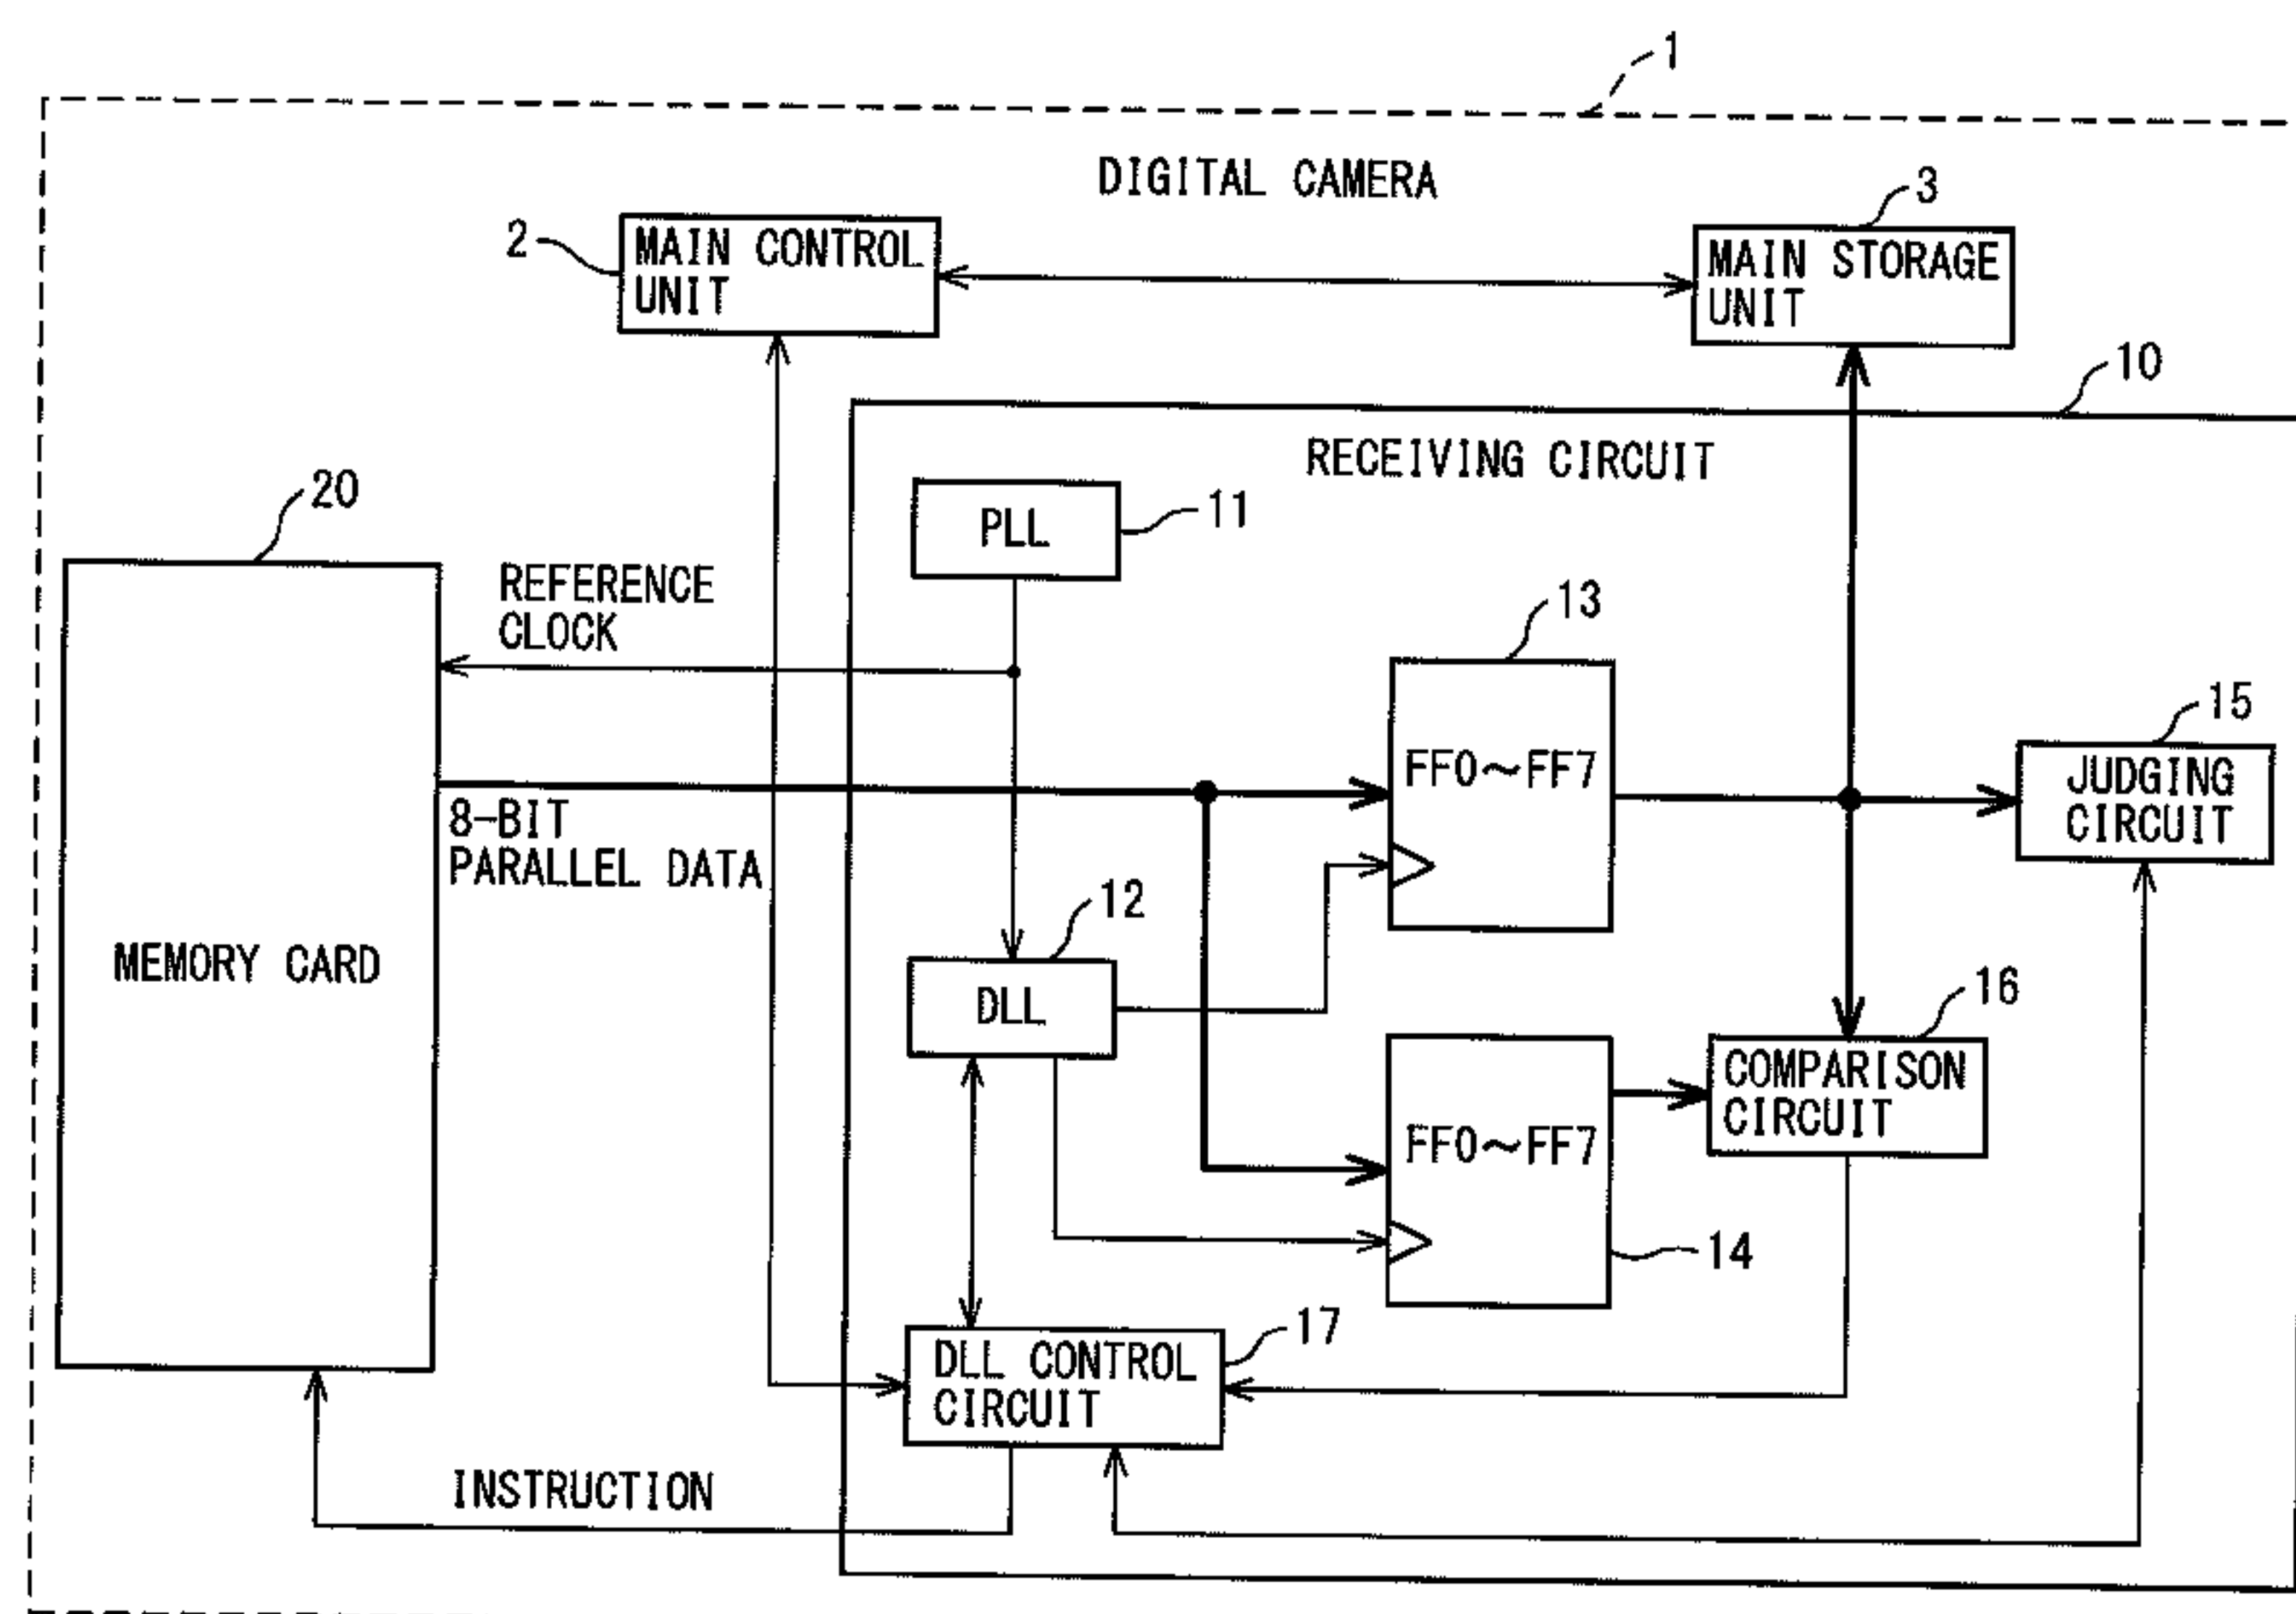 1
DIGITAL CAMERA
2
MAIN CONTROL
UNIT
3
MAIN STORAGE
UNIT
10
RECEIVING CIRCUIT
20
PLL
11
REFERENCE
CLOCK
13
FF0～FF7
15
JUDGING
CIRCUIT
8-BIT
PARALLEL DATA
MEMORY CARD
12
DLL
16
COMPARISON
CIRCUIT
FF0～FF7
14
17
DLL CONTROL
CIRCUIT
INSTRUCTION